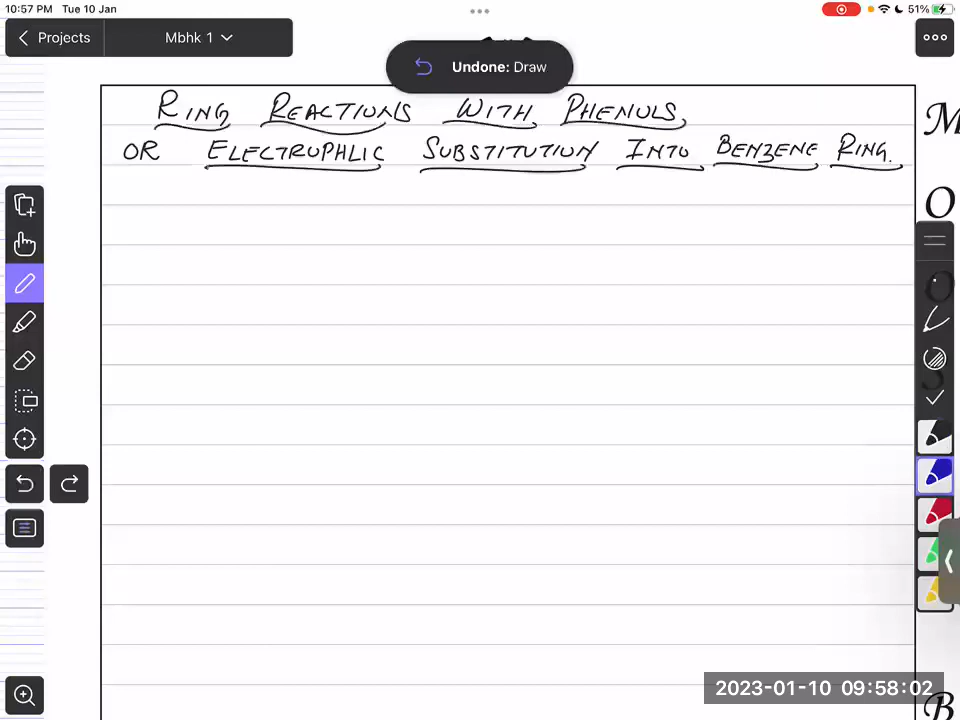 10:57 PM Tue 10 Jan
51%
Projects
Mbhk 1
Undone: Draw
RING REACTIONS WITH PHENOLS,
OR ELECTROPHLIC SUBSTITUTION INTO BENZENE RING.
M
O
B
2023-01-10 09:58:02